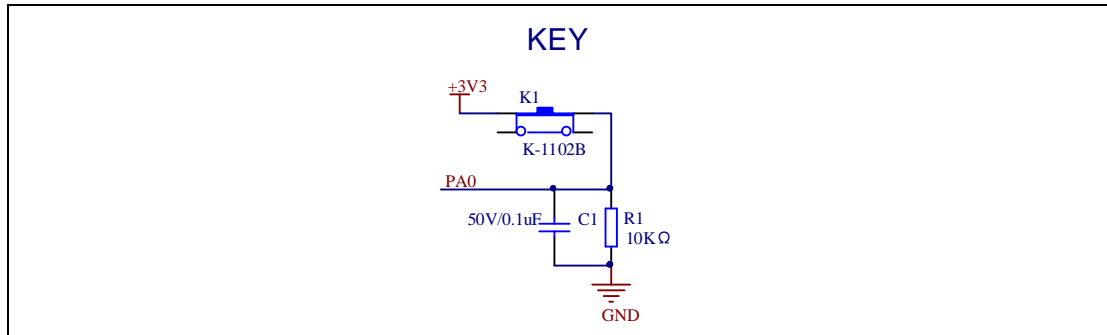 KEY
+3V3
K1
K-1102B
PA0
50V/0.1uF
C1
R1
10KΩ
GND